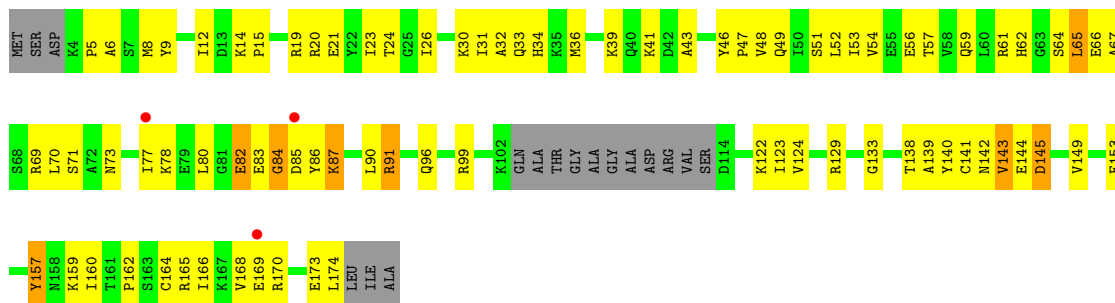 MET SER ASP K4 P5 A6 S7 M8 Y9 I12 D13 K14 P15 R19 R20 E21 Y22 I23 T24 G25 I26 K30 I31 A32 Q33 H34 K35 M36 K39 Q40 K41 D42 A43 Y46 P47 V48 Q49 I50 S51 L52 I53 V54 E55 E56 T57 V58 Q59 L60 R61 H62 G63 S64 L65 E66 A67
S68 R69 L70 S71 A72 N73 I77 K78 E79 L80 G81 E82 E83 G84 D85 Y86 K87 L90 R91 Q96 R99 K102 GLN ALA THR GLY ALA GLY ALA ASP ARG VAL SER D114 K122 I123 V124 R129 G133 T138 A139 Y140 C141 N142 V143 E144 D145 V149 E153
Y157 N158 K159 I160 T161 P162 S163 C164 R165 I166 K167 V168 E169 R170 E173 L174 LEU ILE ALA